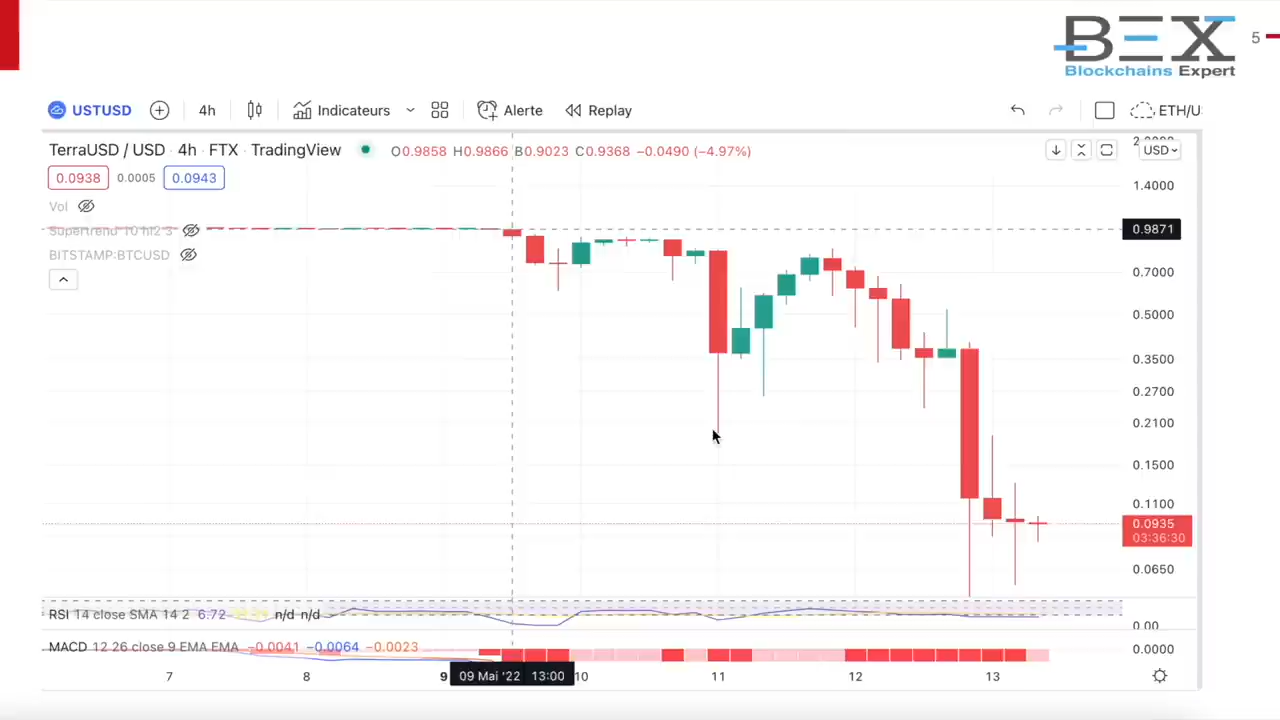 BEX
Blockchains Expert
5
USTUSD
4h
Indicateurs
Alerte
Replay
ETH/U
TerraUSD / USD · 4h · FTX · TradingView
O0.9858 H0.9866 B0.9023 C0.9368 −0.0490 (−4.97%)
USD
0.0938
0.0005
0.0943
Vol
Supertrend 10 hl2 3
BITSTAMP:BTCUSD
1.4000
0.9871
0.7000
0.5000
0.3500
0.2700
0.2100
0.1500
0.1100
0.0935
03:36:30
0.0650
RSI 14 close SMA 14 2 6.72 n/d n/d
0.00
MACD 12 26 close 9 EMA EMA −0.0041 −0.0064 −0.0023
0.0000
7 8 9 09 Mai '22 13:00 10 11 12 13